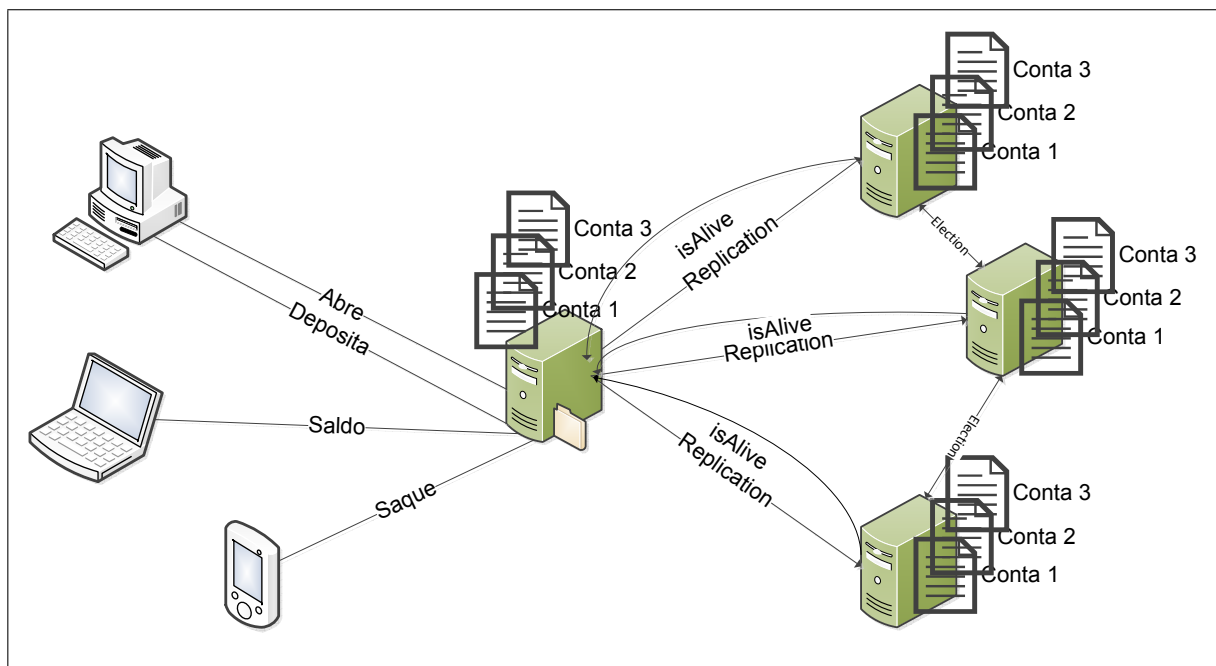 Abre
Deposita
Saldo
Saque
Conta 3
Conta 2
Conta 1
isAlive
Replication
isAlive
Replication
isAlive
Replication
Conta 3
Conta 2
Conta 1
Election
Conta 3
Conta 2
Conta 1
Election
Conta 3
Conta 2
Conta 1